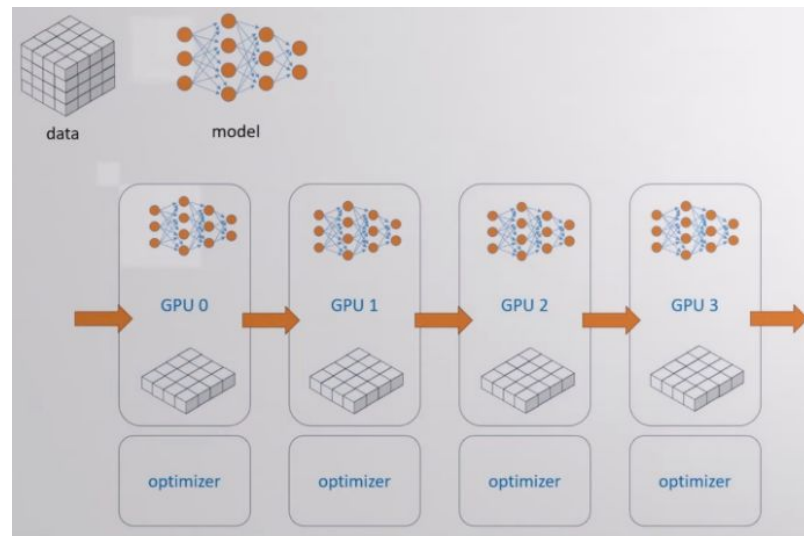 data
model
GPU 0
GPU 1
GPU 2
GPU 3
optimizer
optimizer
optimizer
optimizer